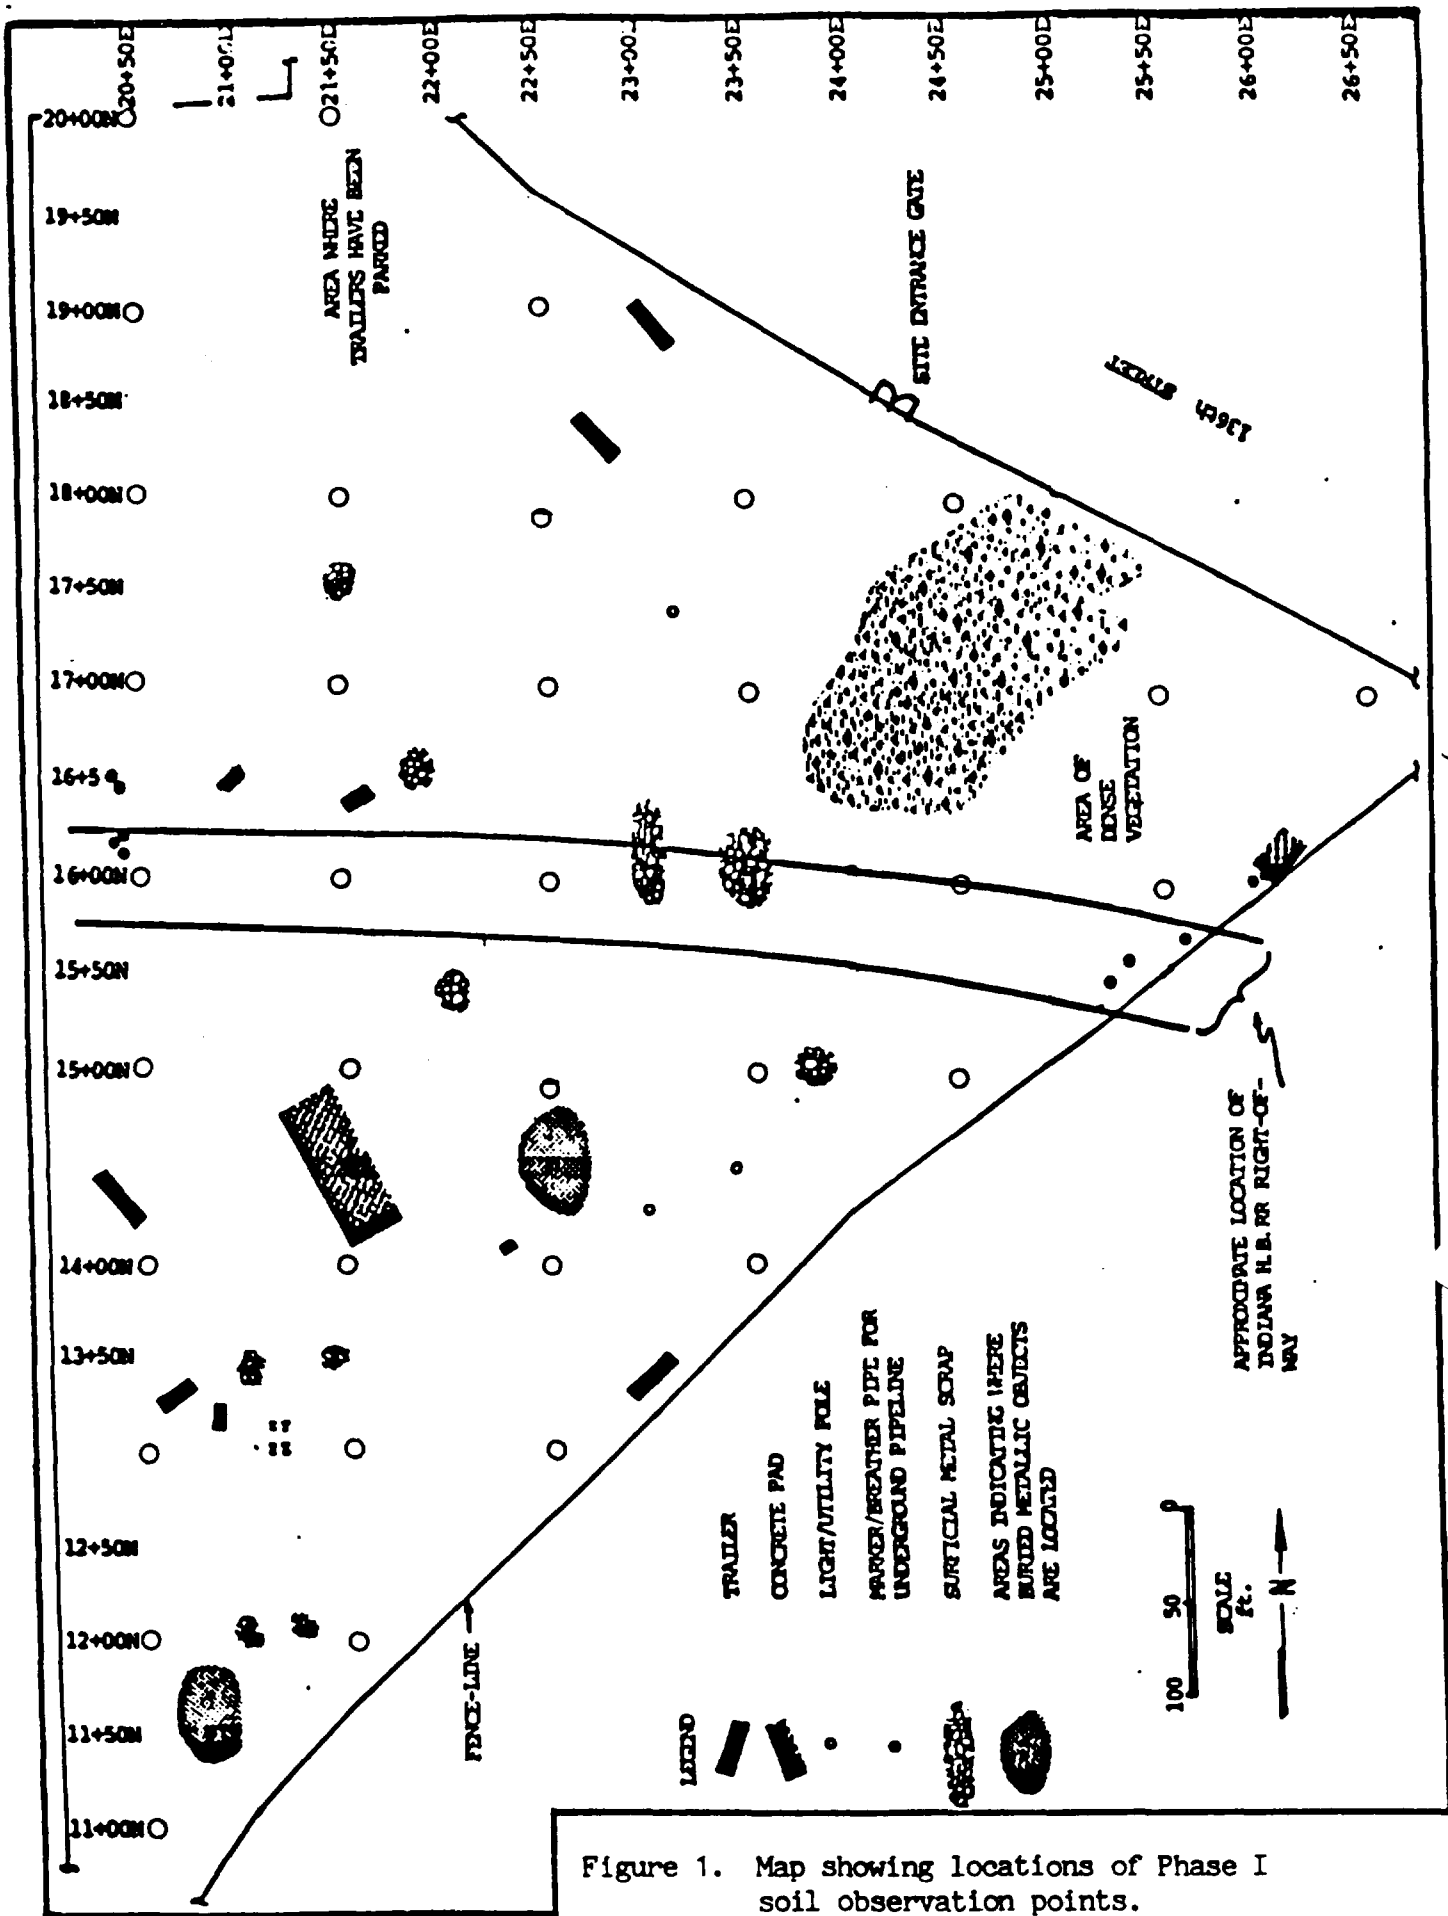 20+50E
21+00E
21+50E
22+00E
22+50E
23+00E
23+50E
24+00E
24+50E
25+00E
25+50E
26+00E
26+50E
20+00N
19+50N
19+00N
18+50N
18+00N
17+50N
17+00N
16+5
16+00N
15+50N
15+00N
14+00N
13+50N
12+50N
12+00N
11+50N
11+00N
AREA WHERE
TRAILERS HAVE BEEN
PARKED
SITE ENTRANCE GATE
136th STREET
AREA OF
DENSE
VEGETATION
APPROXIMATE LOCATION OF
INDIANA H.B. RR RIGHT-OF-
WAY
FENCE-LINE
LEGEND
TRAILER
CONCRETE PAD
LIGHT/UTILITY POLE
MARKER/BREATHER PIPE FOR
UNDERGROUND PIPELINE
SURFICIAL METAL SCRAP
AREAS INDICATING WHERE
BURIED METALLIC OBJECTS
ARE LOCATED
100 50 0
SCALE
ft.
N
Figure 1. Map showing locations of Phase I
soil observation points.